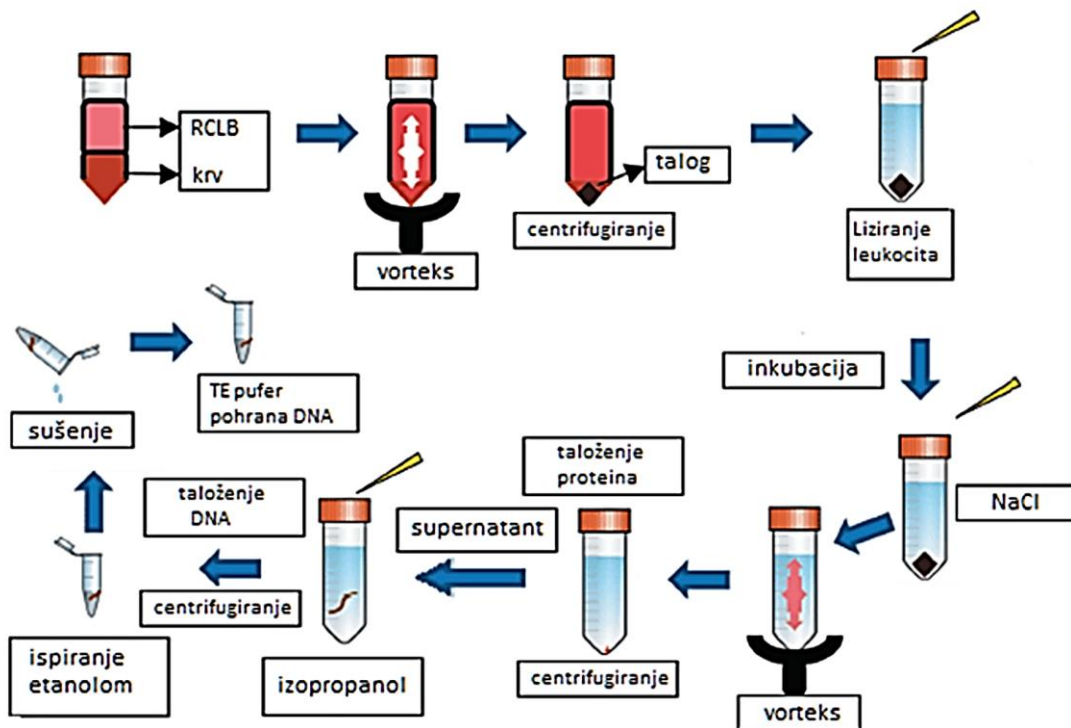 RCLB
krv
vorteks
centrifugiranje
talog
Liziranje
leukocita
inkubacija
NaCl
vorteks
taloženje
proteina
centrifugiranje
supernatant
izopropanol
taloženje
DNA
centrifugiranje
ispiranje
etanolom
sušenje
TE pufer
pohrana DNA